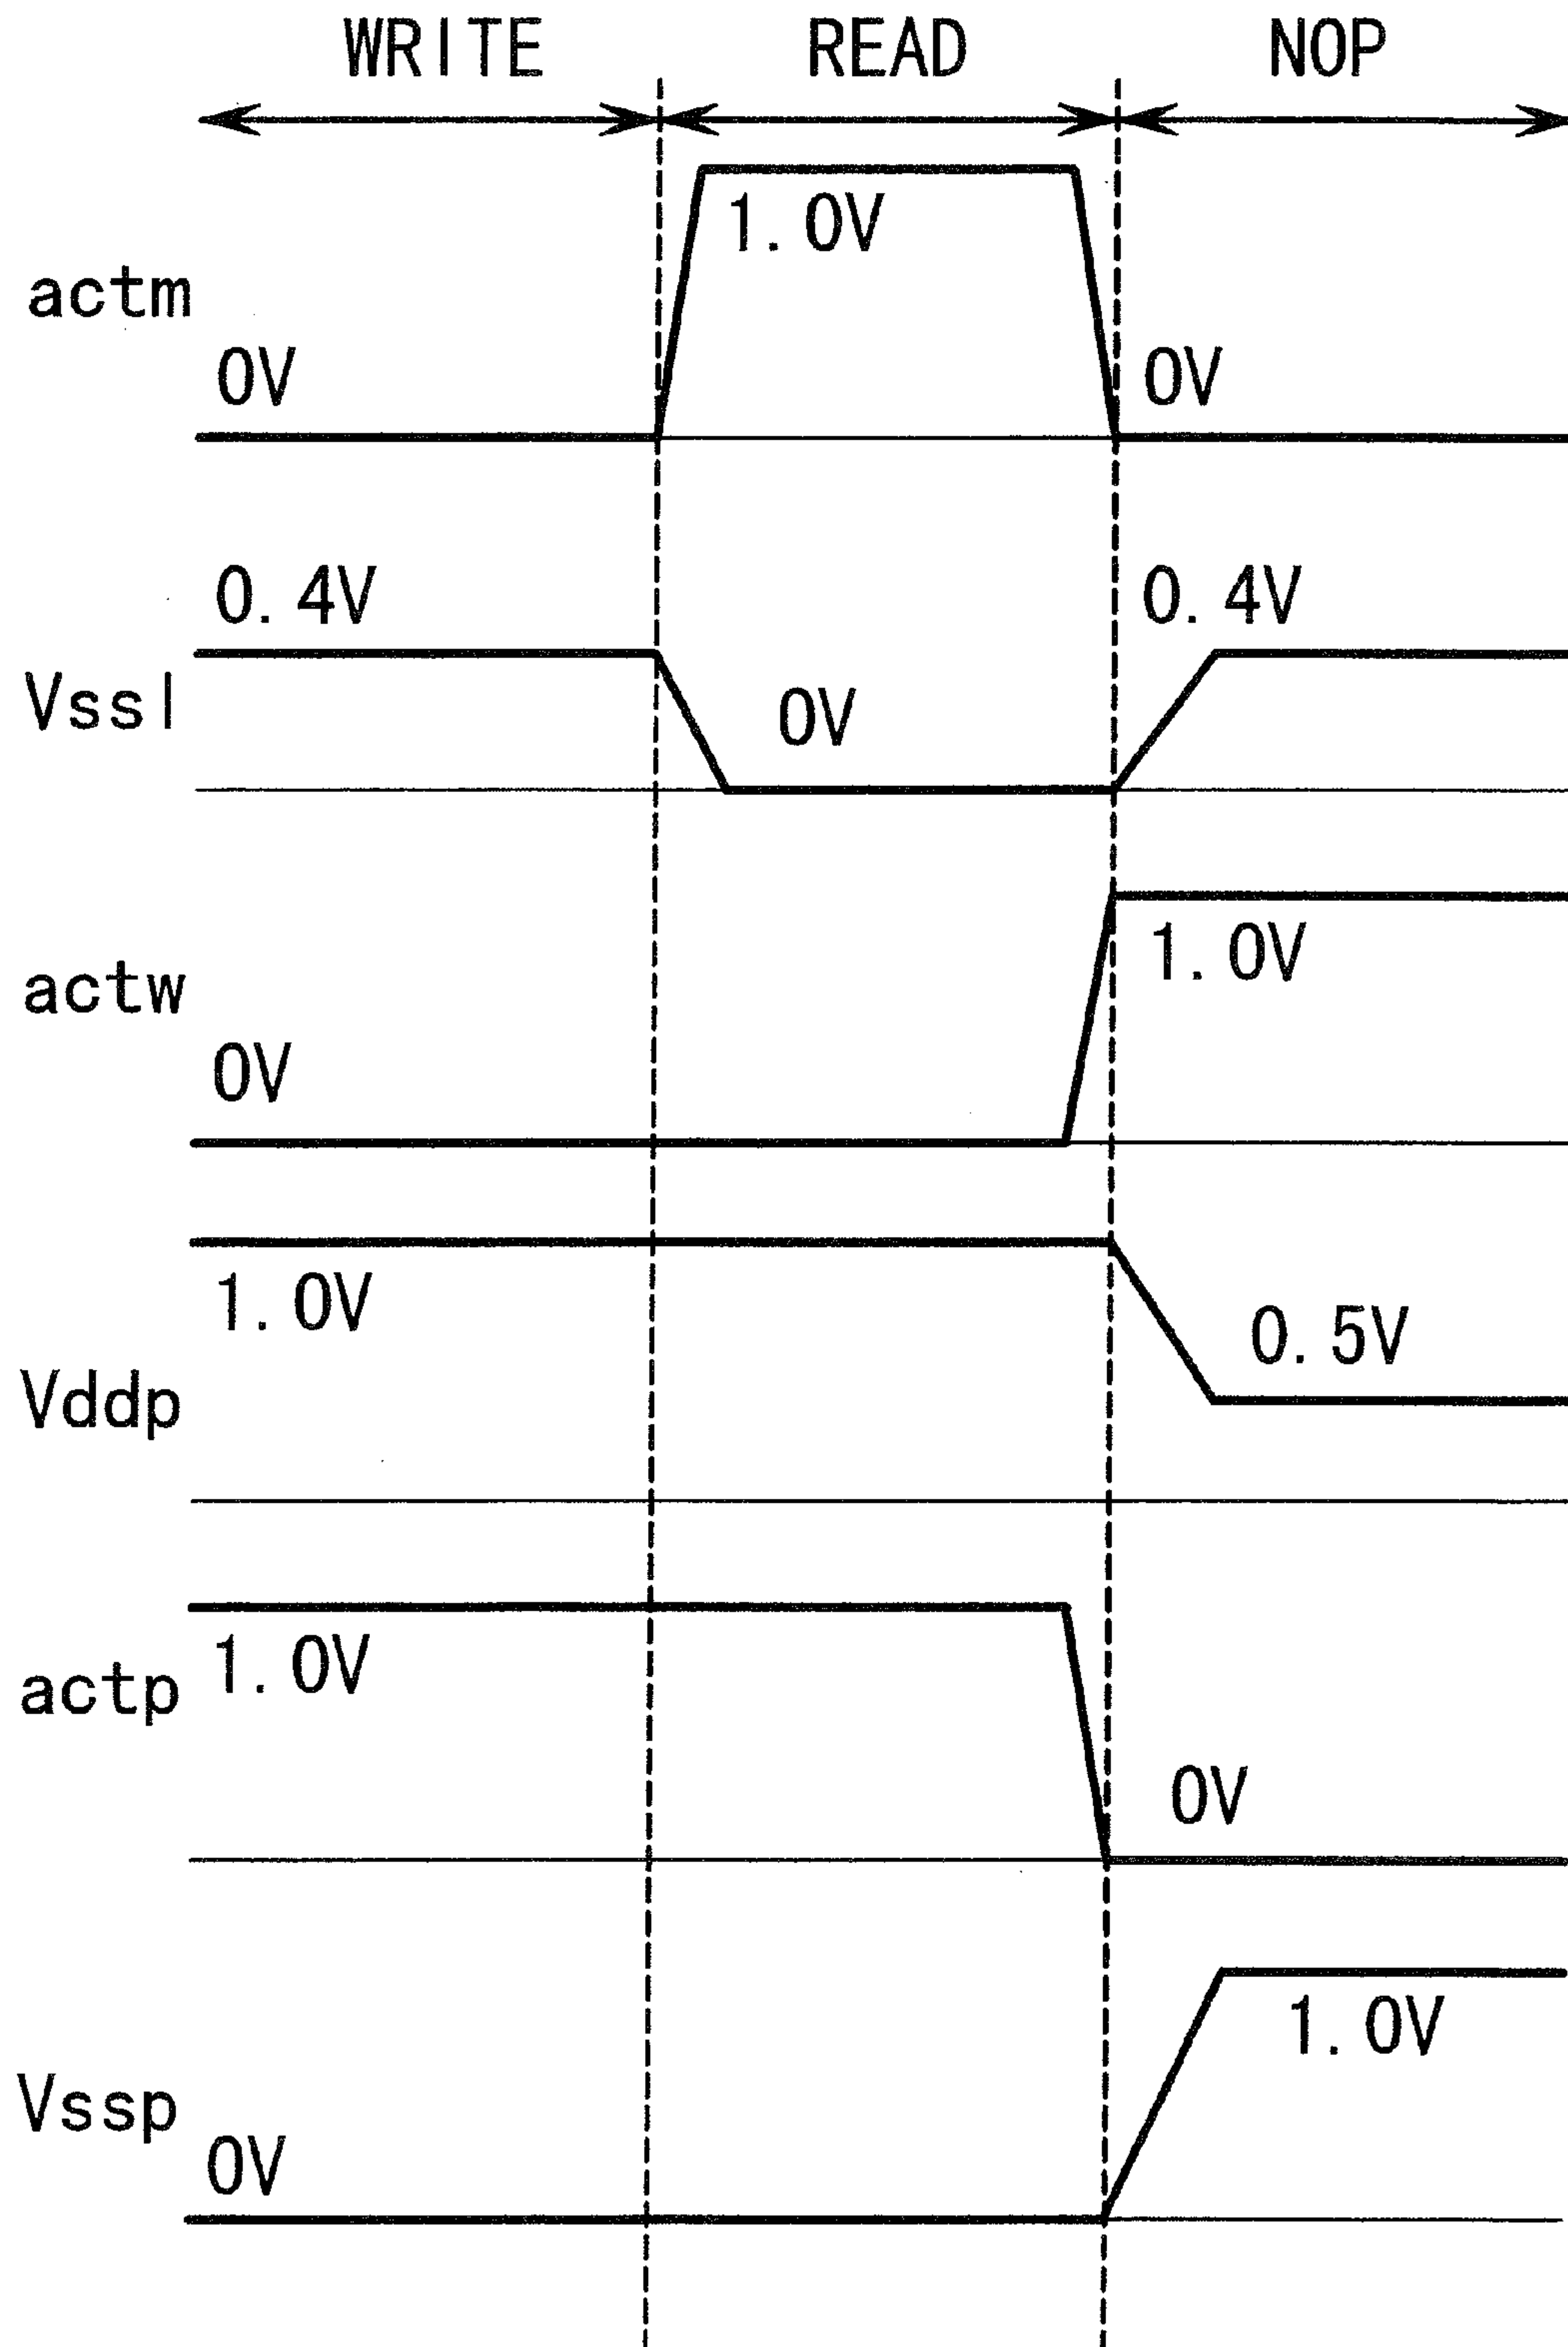 WRITE READ NOP
1.0V
actm
0V 0V
0.4V 0.4V
Vssl 0V
1.0V
actw
0V
1.0V
0.5V
Vddp
1.0V
actp
0V
1.0V
Vssp
0V